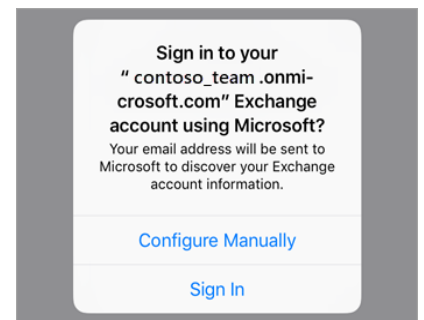 Sign in to your
“ contoso_team .onmi-
crosoft.com” Exchange
account using Microsoft?
Your email address will be sent to
Microsoft to discover your Exchange
account information.
Configure Manually
Sign In